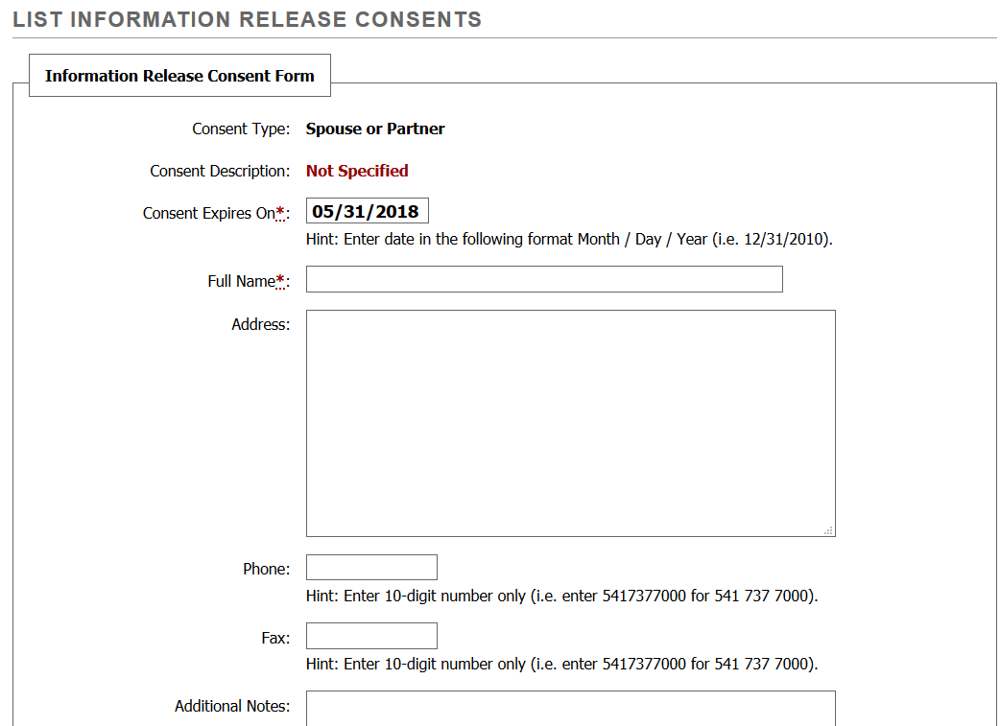 LIST INFORMATION RELEASE CONSENTS
Information Release Consent Form
Consent Type: Spouse or Partner
Consent Description: Not Specified
Consent Expires On*: 05/31/2018
Hint: Enter date in the following format Month / Day / Year (i.e. 12/31/2010).
Full Name*:
Address:
Phone:
Hint: Enter 10-digit number only (i.e. enter 5417377000 for 541 737 7000).
Fax:
Hint: Enter 10-digit number only (i.e. enter 5417377000 for 541 737 7000).
Additional Notes: